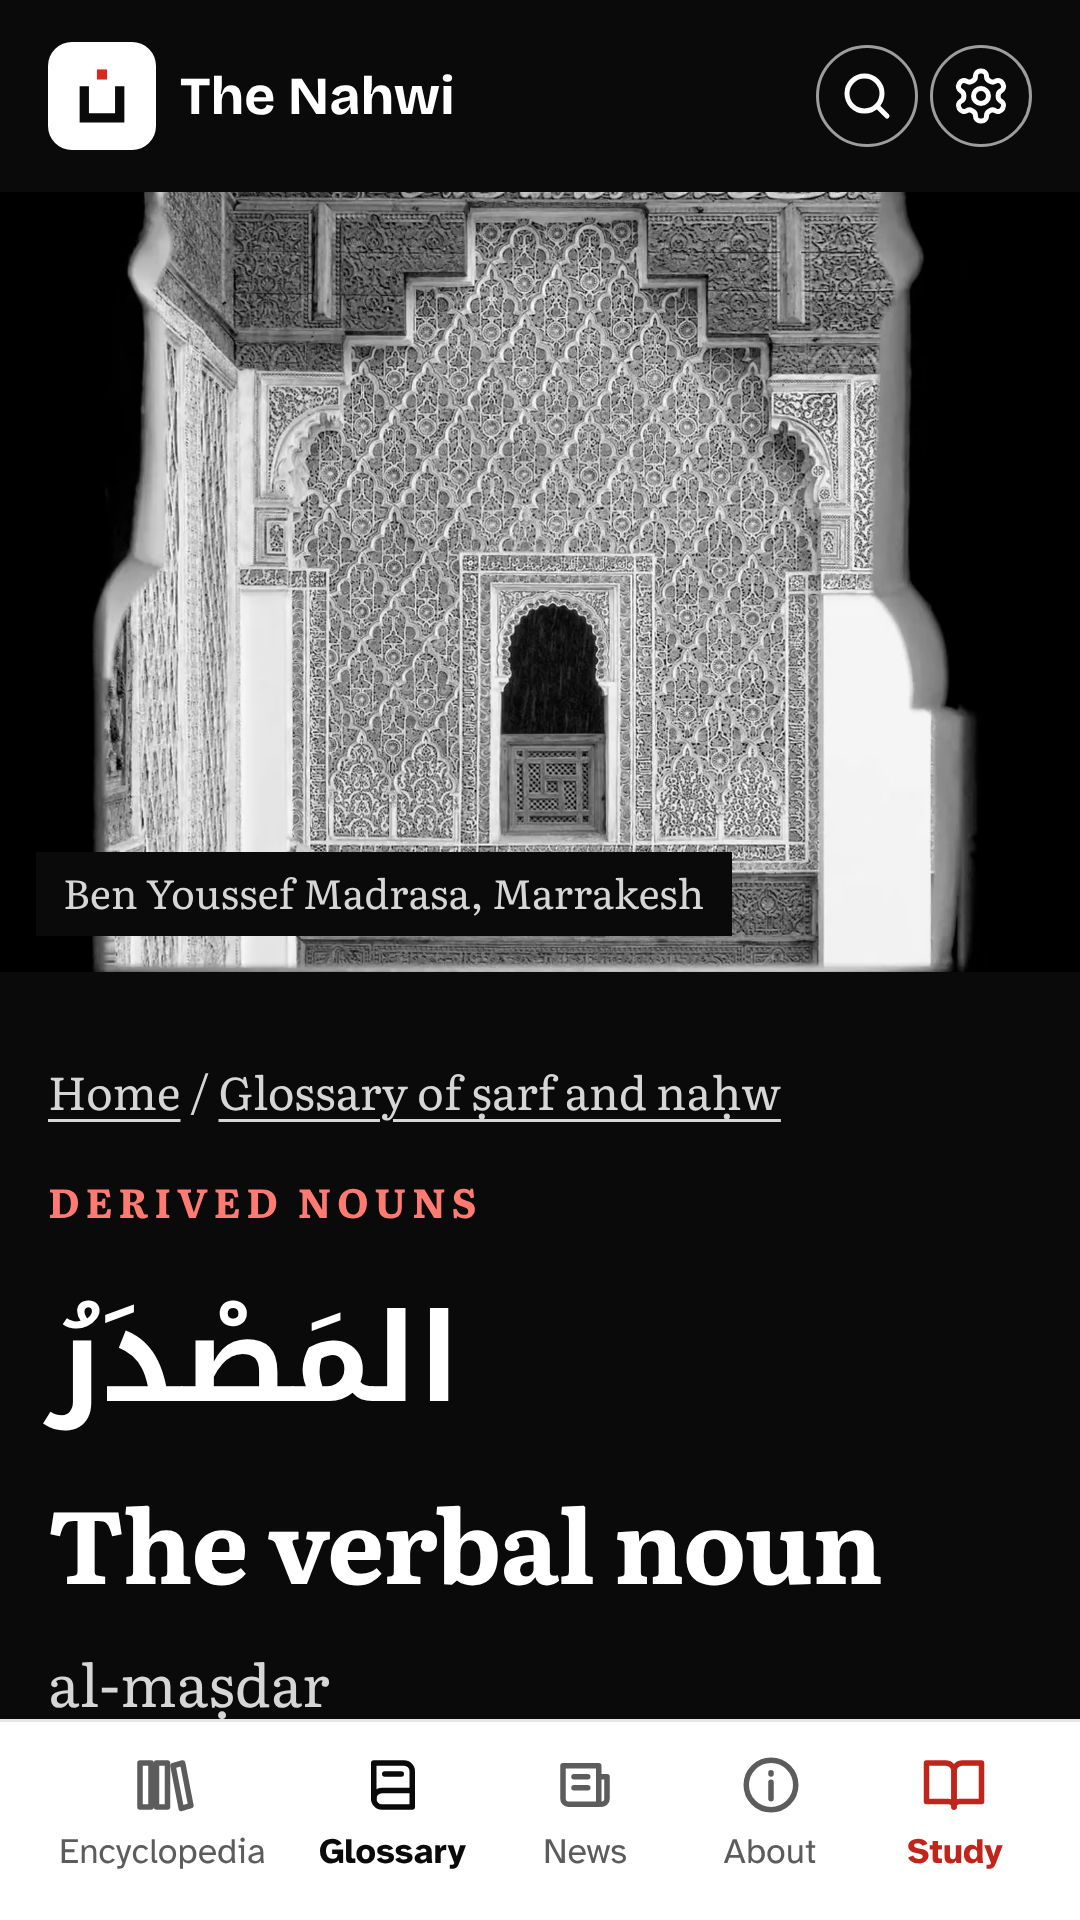 The Nahwi
Ben Youssef Madrasa, Marrakesh
Home / Glossary of ṣarf and naḥw
DERIVED NOUNS
المَصْدَرُ
The verbal noun
al-maṣdar
Encyclopedia
Glossary
News
About
Study